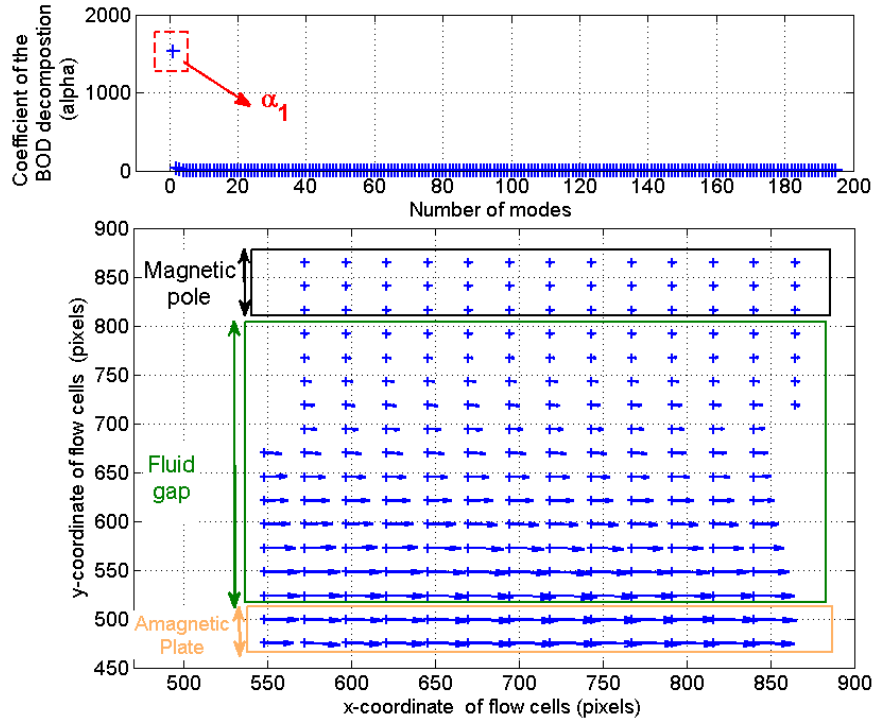 Coefficient of the
BOD decompostion
(alpha)
2000
1000
0
α1
0 20 40 60 80 100 120 140 160 180 200
Number of modes
y-coordinate of flow cells (pixels)
900
850
800
750
700
650
600
550
500
450
Magnetic
pole
Fluid
gap
Amagnetic
Plate
500 550 600 650 700 750 800 850 900
x-coordinate of flow cells (pixels)